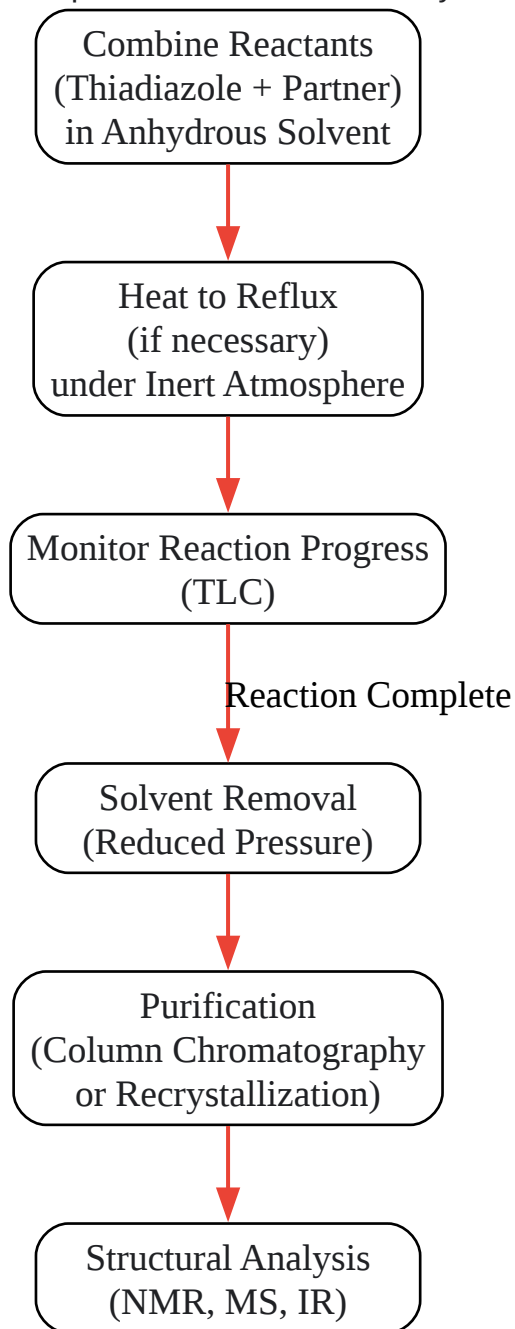 Combine Reactants
(Thiadiazole + Partner)
in Anhydrous Solvent
Heat to Reflux
(if necessary)
under Inert Atmosphere
Monitor Reaction Progress
(TLC)
Reaction Complete
Solvent Removal
(Reduced Pressure)
Purification
(Column Chromatography
or Recrystallization)
Structural Analysis
(NMR, MS, IR)